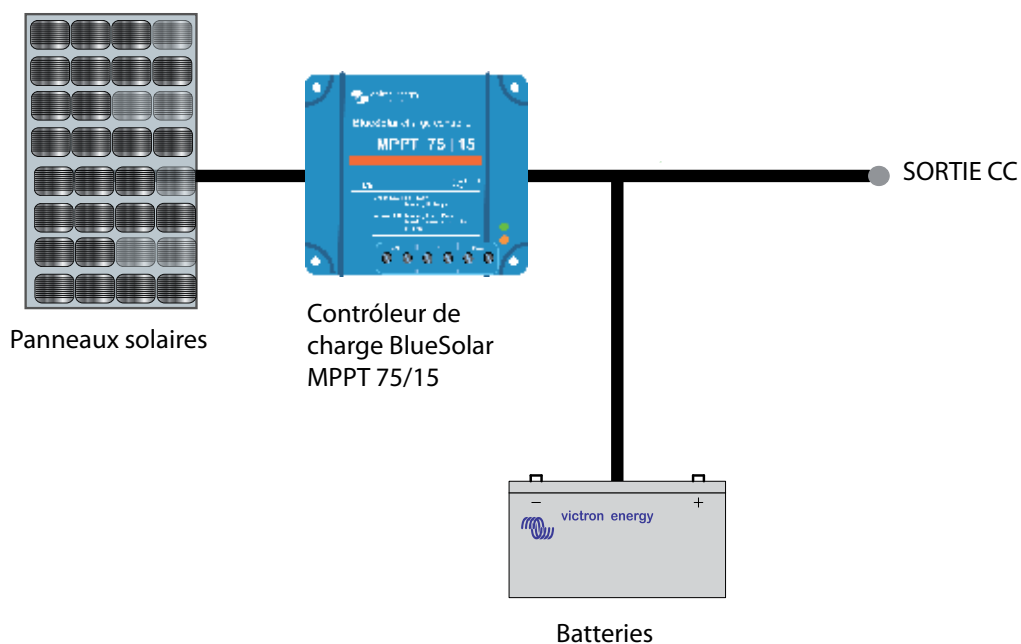 MPPT 75 | 15
SORTIE CC
Panneaux solaires
Contróleur de
charge BlueSolar
MPPT 75/15
–
+
victron energy
Batteries